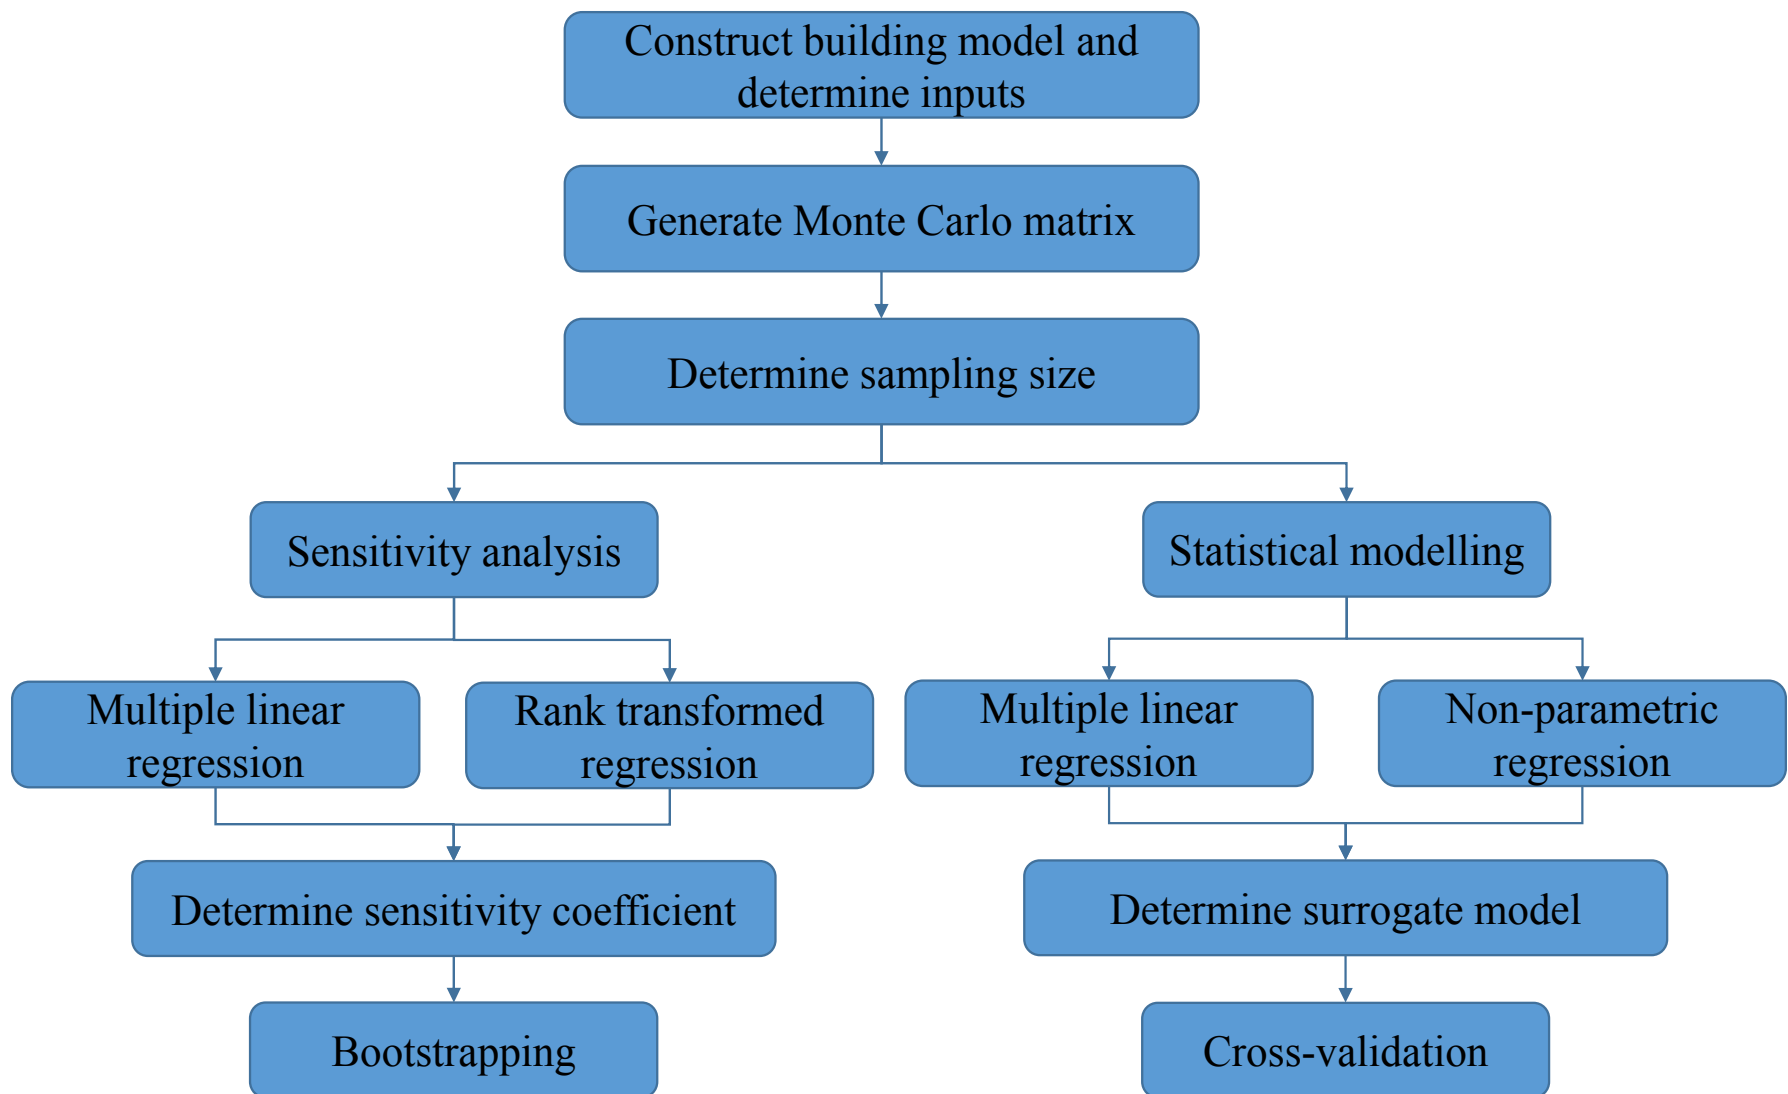 Construct building model and
determine inputs
Generate Monte Carlo matrix
Determine sampling size
Sensitivity analysis
Statistical modelling
Multiple linear
regression
Rank transformed
regression
Multiple linear
regression
Non-parametric
regression
Determine sensitivity coefficient
Determine surrogate model
Bootstrapping
Cross-validation